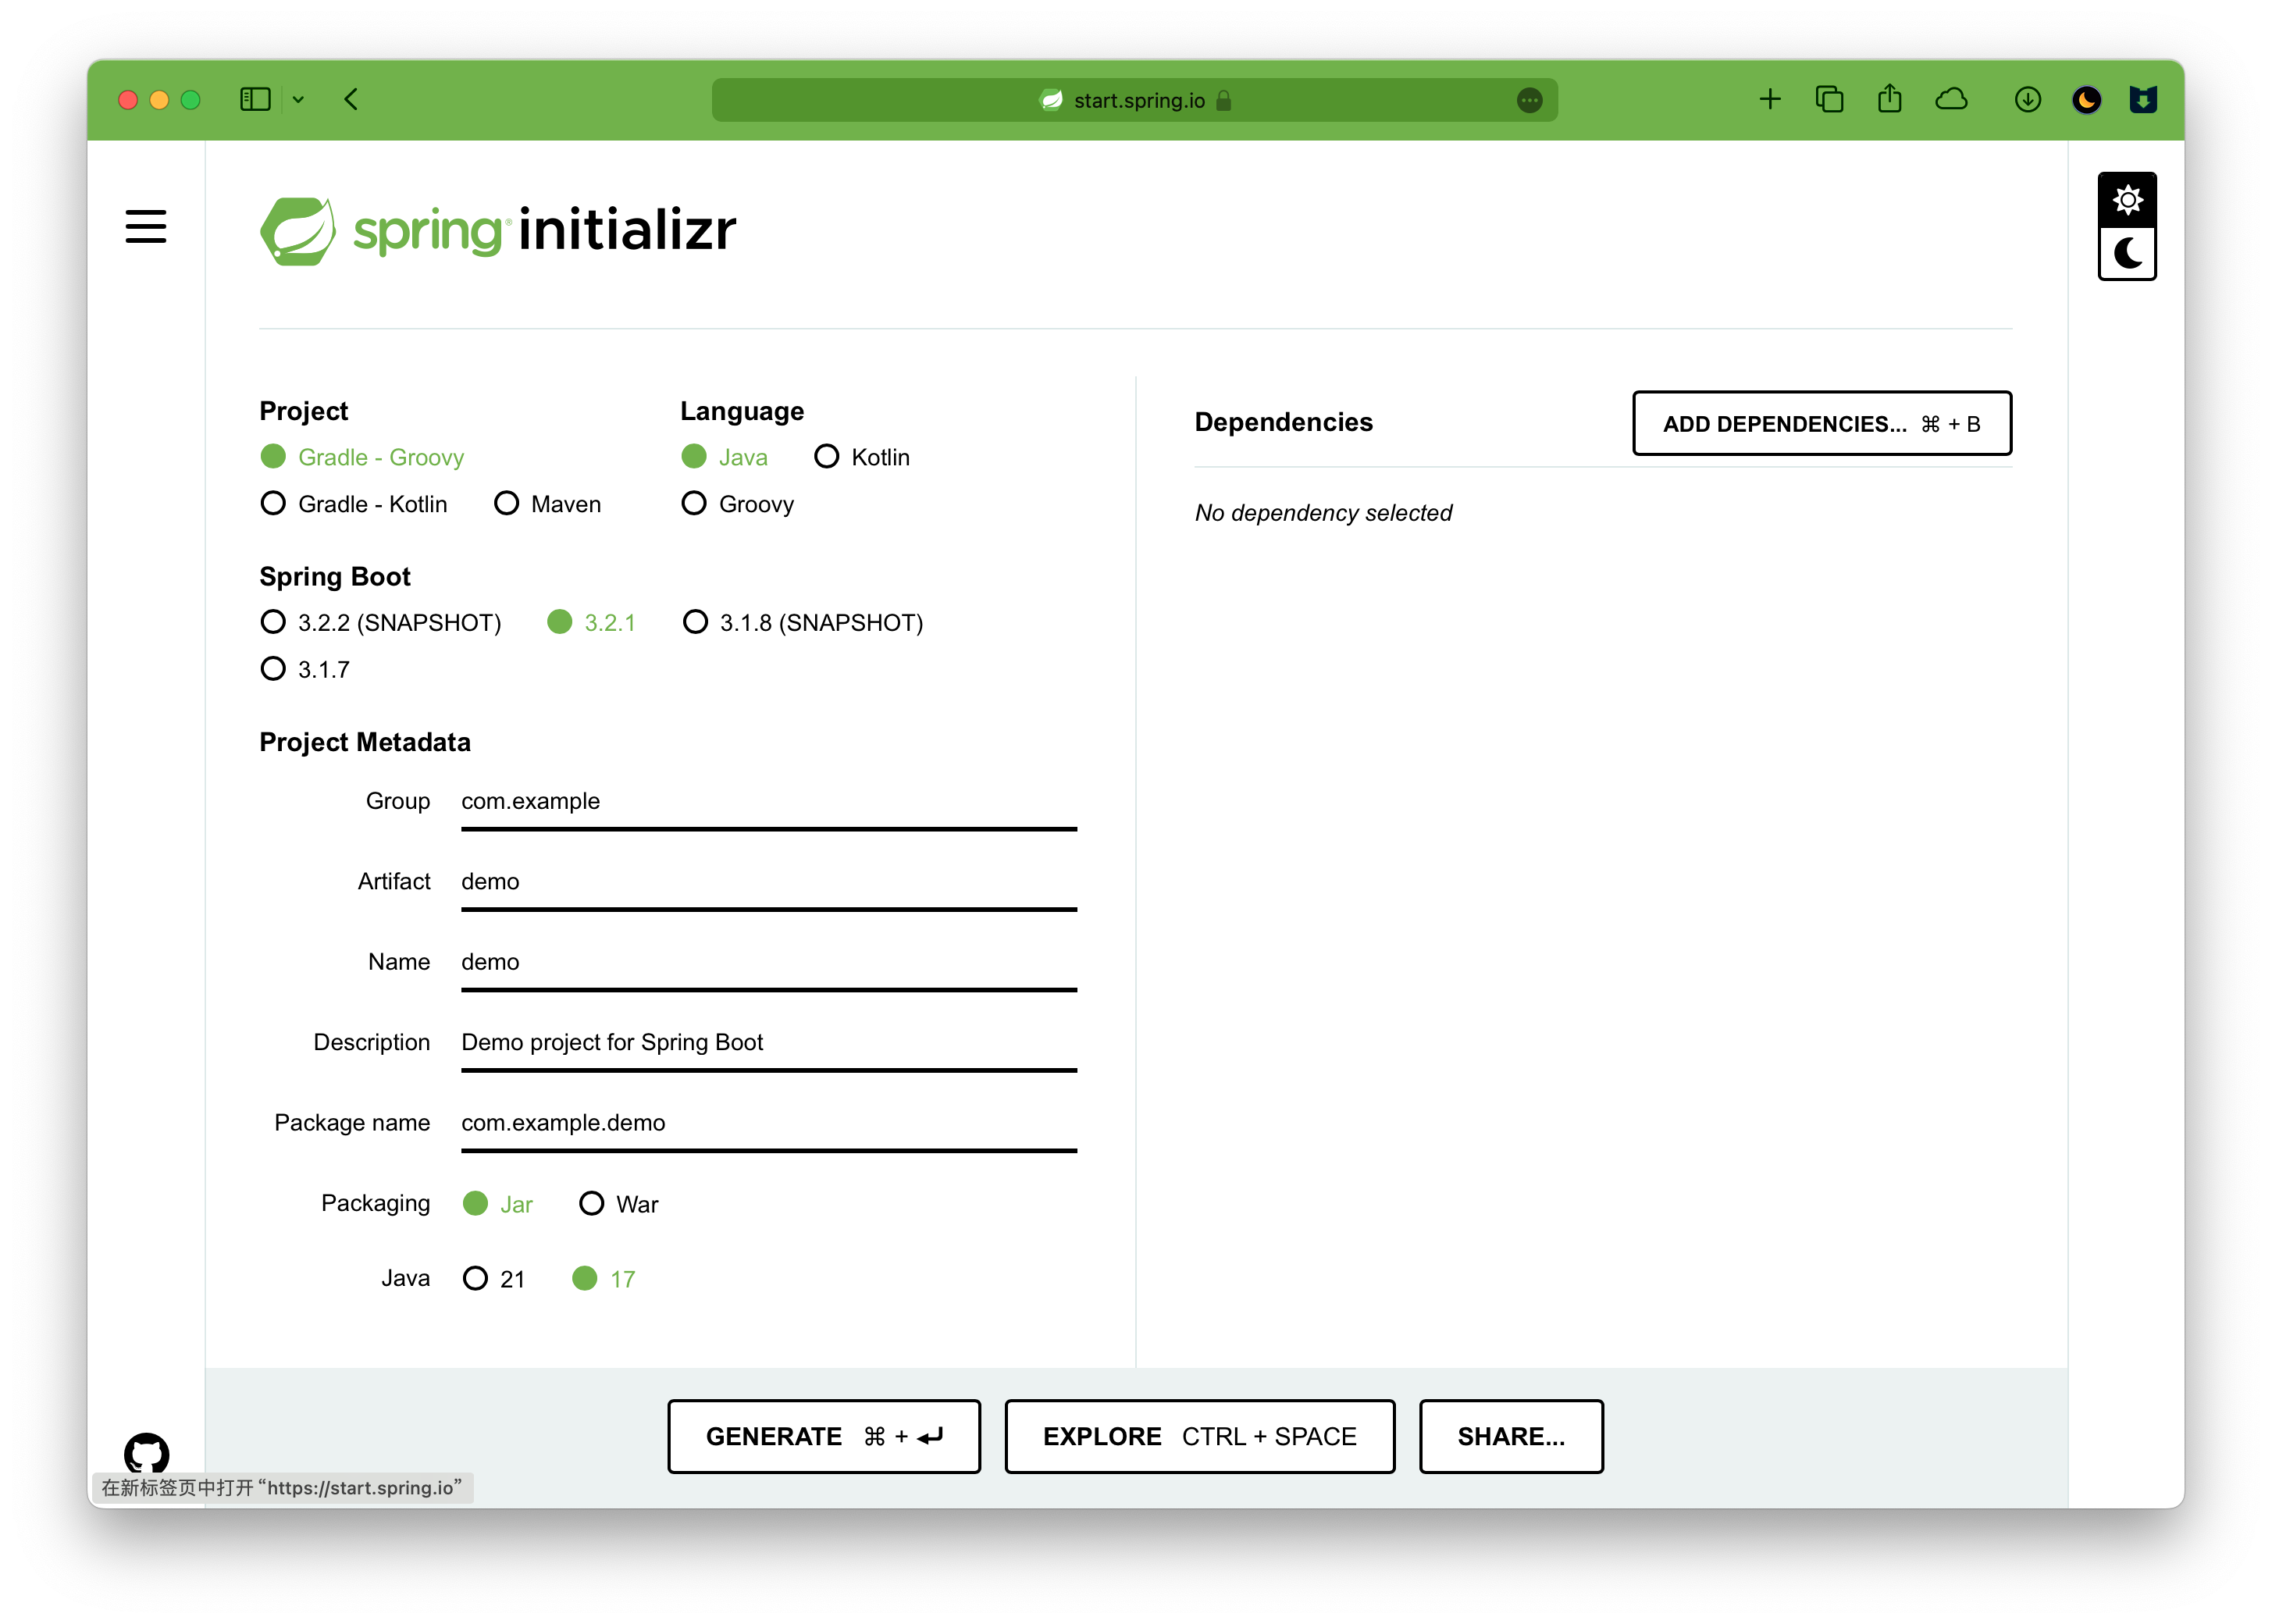 start.spring.io
spring® initializr
Project
Gradle - Groovy
Gradle - Kotlin Maven
Language
Java Kotlin
Groovy
Spring Boot
3.2.2 (SNAPSHOT) 3.2.1 3.1.8 (SNAPSHOT)
3.1.7
Project Metadata
Group com.example
Artifact demo
Name demo
Description Demo project for Spring Boot
Package name com.example.demo
Packaging Jar War
Java 21 17
Dependencies ADD DEPENDENCIES... ⌘ + B
No dependency selected
GENERATE ⌘ + ⏎ EXPLORE CTRL + SPACE SHARE...
在新标签页中打开“https://start.spring.io”